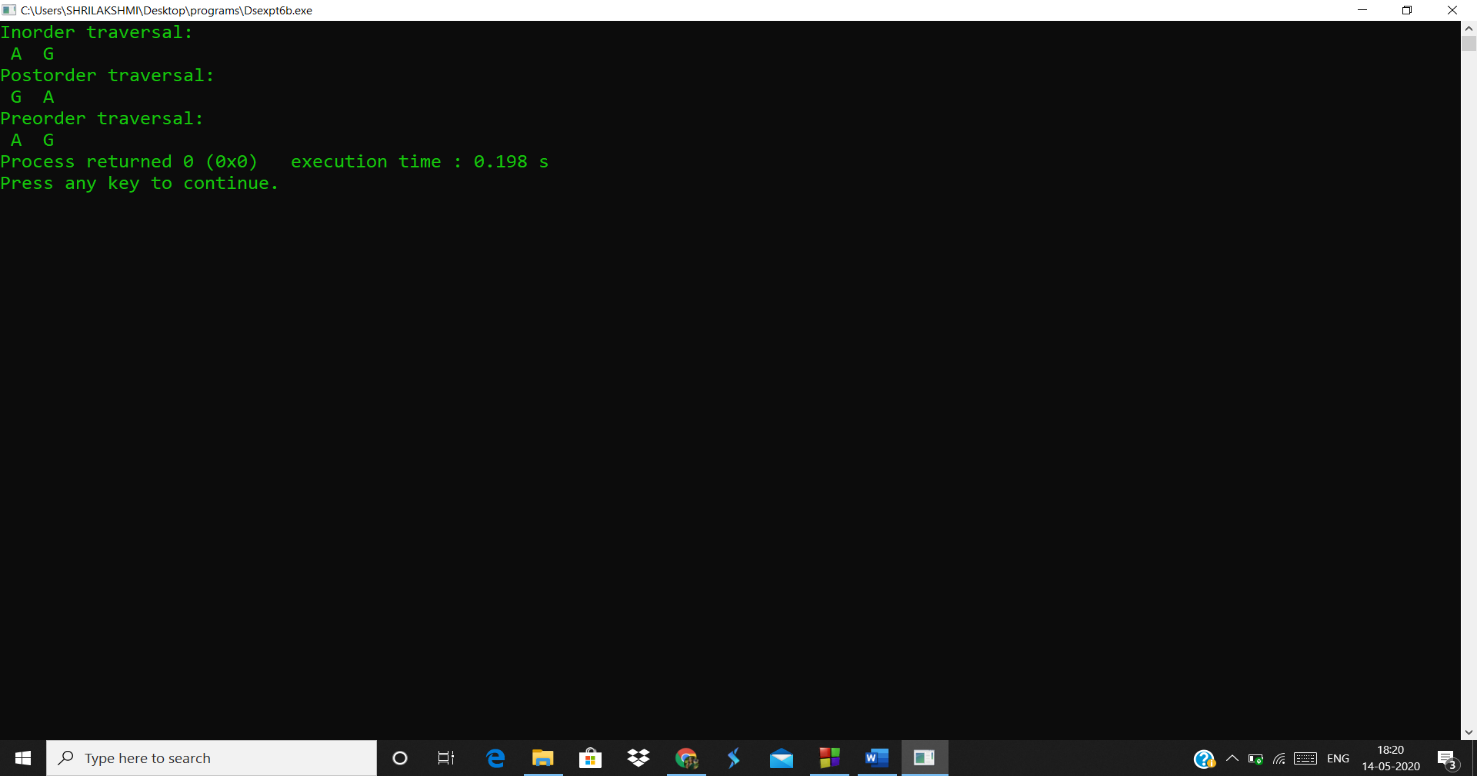 C:\Users\SHRILAKSHMI\Desktop\programs\Dsexpt6b.exe
Inorder traversal:
A  G
Postorder traversal:
G  A
Preorder traversal:
A  G
Process returned 0 (0x0)   execution time : 0.198 s
Press any key to continue.
Type here to search
ENG
18:20
14-05-2020
3